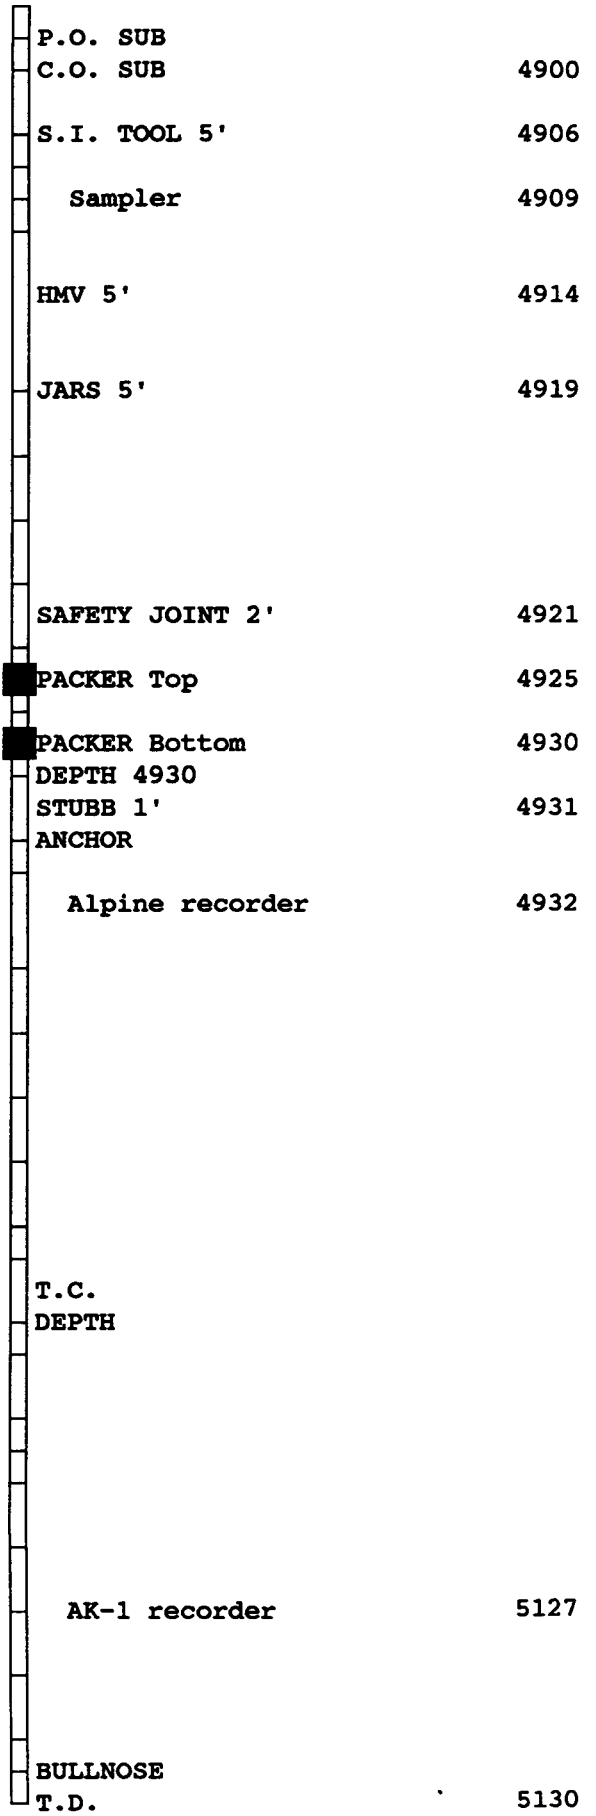 P.O. SUB
C.O. SUB 4900
S.I. TOOL 5' 4906
Sampler 4909
HMV 5' 4914
JARS 5' 4919
SAFETY JOINT 2' 4921
PACKER Top 4925
PACKER Bottom 4930
DEPTH 4930
STUBB 1' 4931
ANCHOR
Alpine recorder 4932
T.C.
DEPTH
AK-1 recorder 5127
BULLNOSE
T.D. 5130